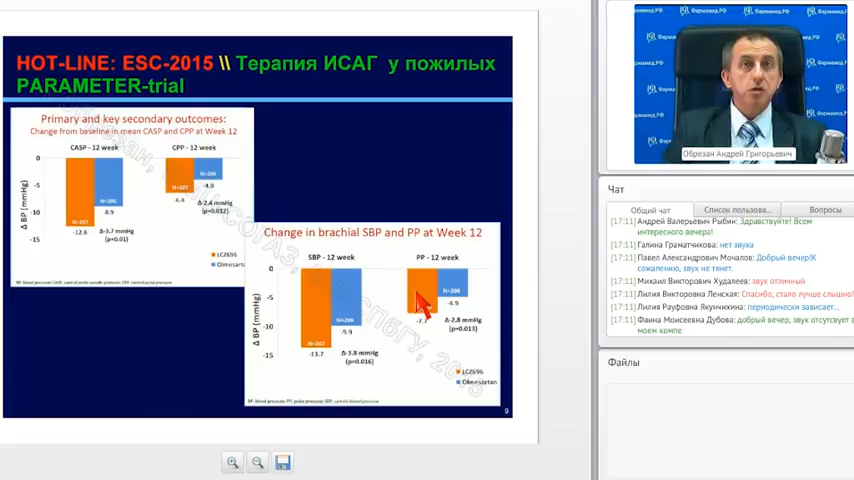 HOT-LINE: ESC-2015 \\ Терапия ИСАГ у пожилых
PARAMETER-trial
Primary and key secondary outcomes:
Change from baseline in mean CASP and CPP at Week 12
CASP - 12 week
CPP - 12 week
0
-5
-10
-15
Δ BP (mmHg)
N=207
-12.6
N=206
-8.9
Δ-3.7 mmHg
(p=0.01)
N=207
-6.4
N=206
-4.0
Δ-2.4 mmHg
(p=0.012)
LCZ696
Olmesarta
Change in brachial SBP and PP at Week 12
SBP - 12 week
PP - 12 week
0
-5
-10
-15
Δ BP (mmHg)
N=207
-13.7
N=206
-9.9
Δ-3.8 mmHg
(p=0.016)
-7.7
N=206
-4.9
Δ-2.8 mmHg
(p=0.013)
LCZ696
Olmesartan
9
Фармамед.РФ
Обрезан Андрей Григорьевич
Чат
Общий чат
Список пользова...
Вопросы
[17:11] Андрей Валерьевич Рыбин: Здравствуйте! Всем
интересного вечера!
[17:11] Галина Граматчикова: нет звука
[17:11] Павел Александрович Мочалов: Добрый вечер!К
сожалению, звук не тянет.
[17:11] Михаил Викторович Худалеев: звук отличный
[17:11] Лилия Викторовна Ленская: Спасибо, стало лучше слышно!
[17:11] Лилия Рауфовна Якунчихина: периодически зависает...
[17:11] Фаина Моисеевна Дубова: добрый вечер, звук отсутсвует в
моем компе
Файлы